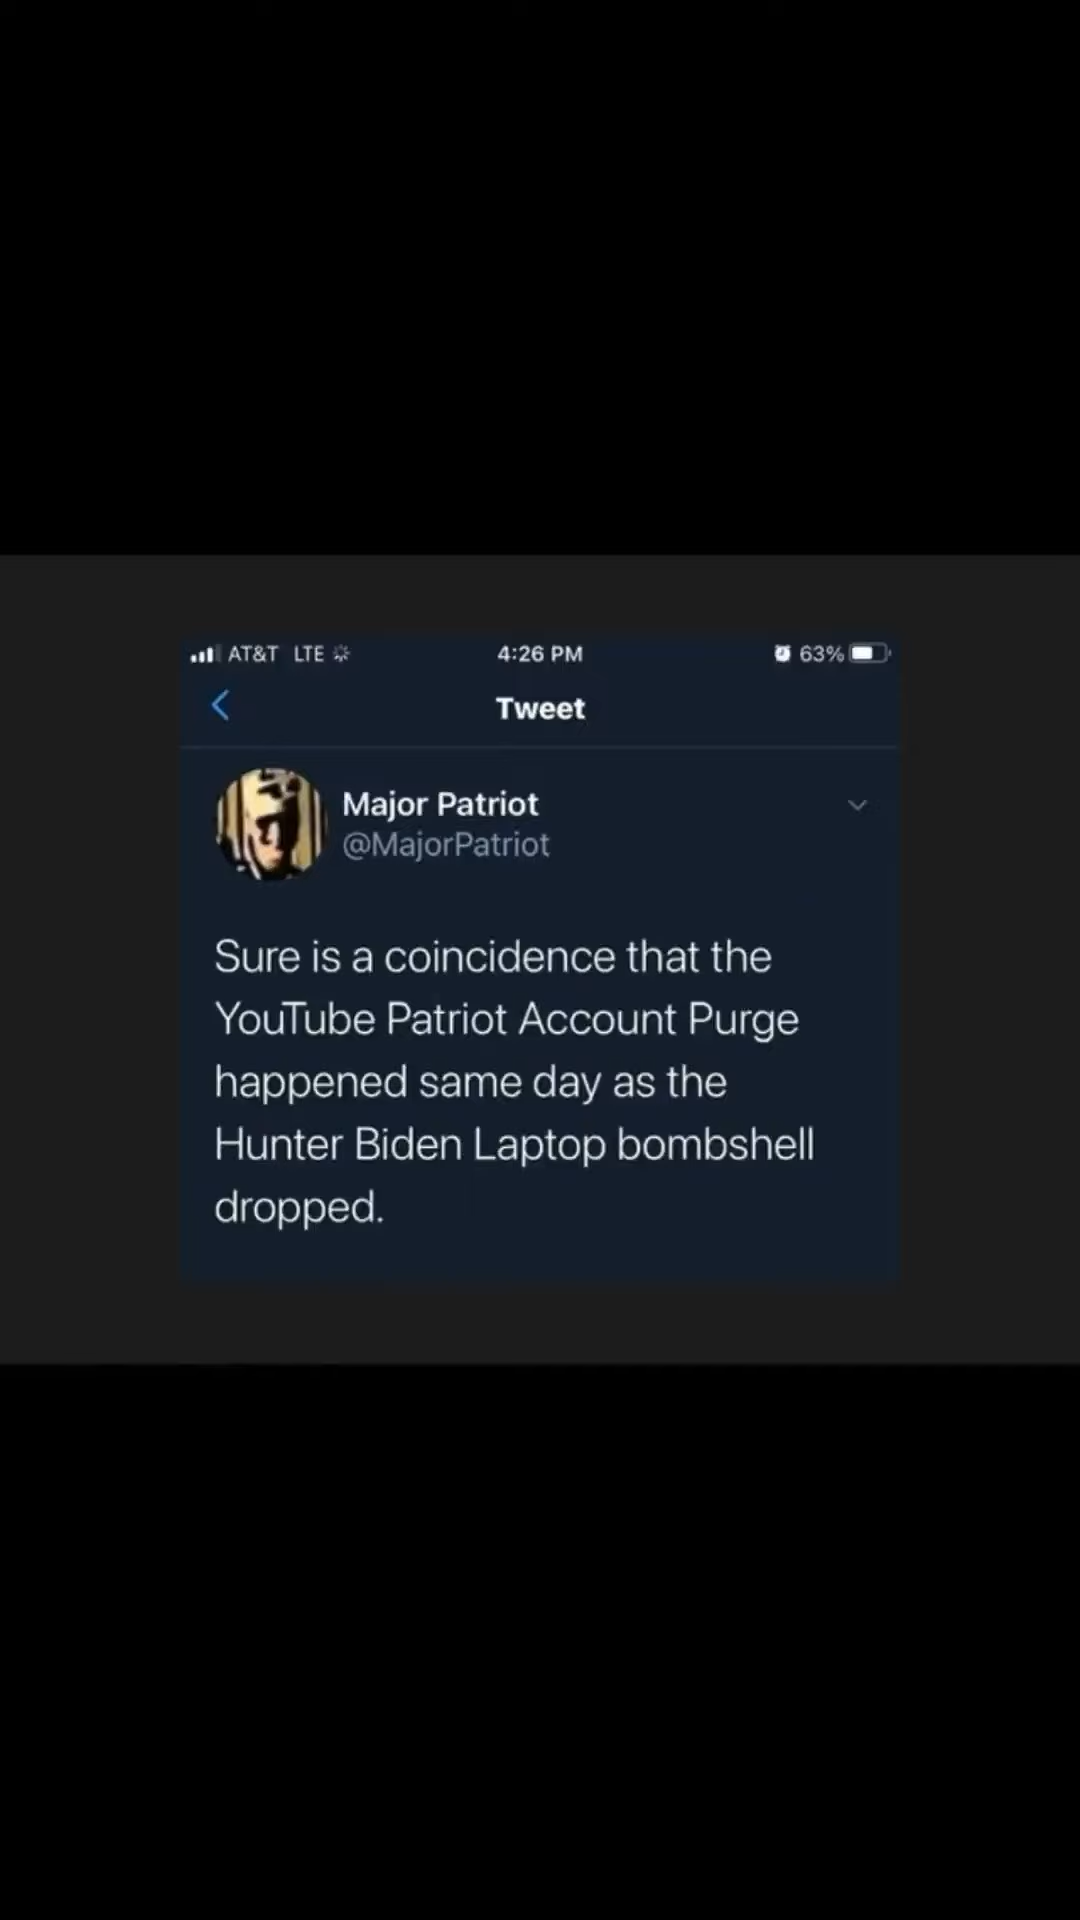 AT&T LTE 4:26 PM 63%
Tweet
Major Patriot
@MajorPatriot
Sure is a coincidence that the
YouTube Patriot Account Purge
happened same day as the
Hunter Biden Laptop bombshell
dropped.